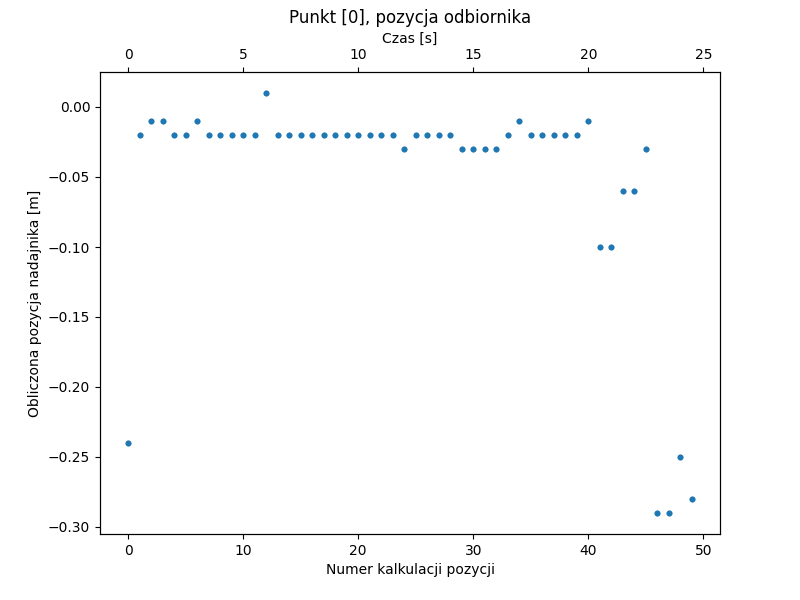 Punkt [0], pozycja odbiornika
Czas [s]
0 5 10 15 20 25
0.00
−0.05
−0.10
−0.15
−0.20
−0.25
−0.30
Obliczona pozycja nadajnika [m]
0 10 20 30 40 50
Numer kalkulacji pozycji